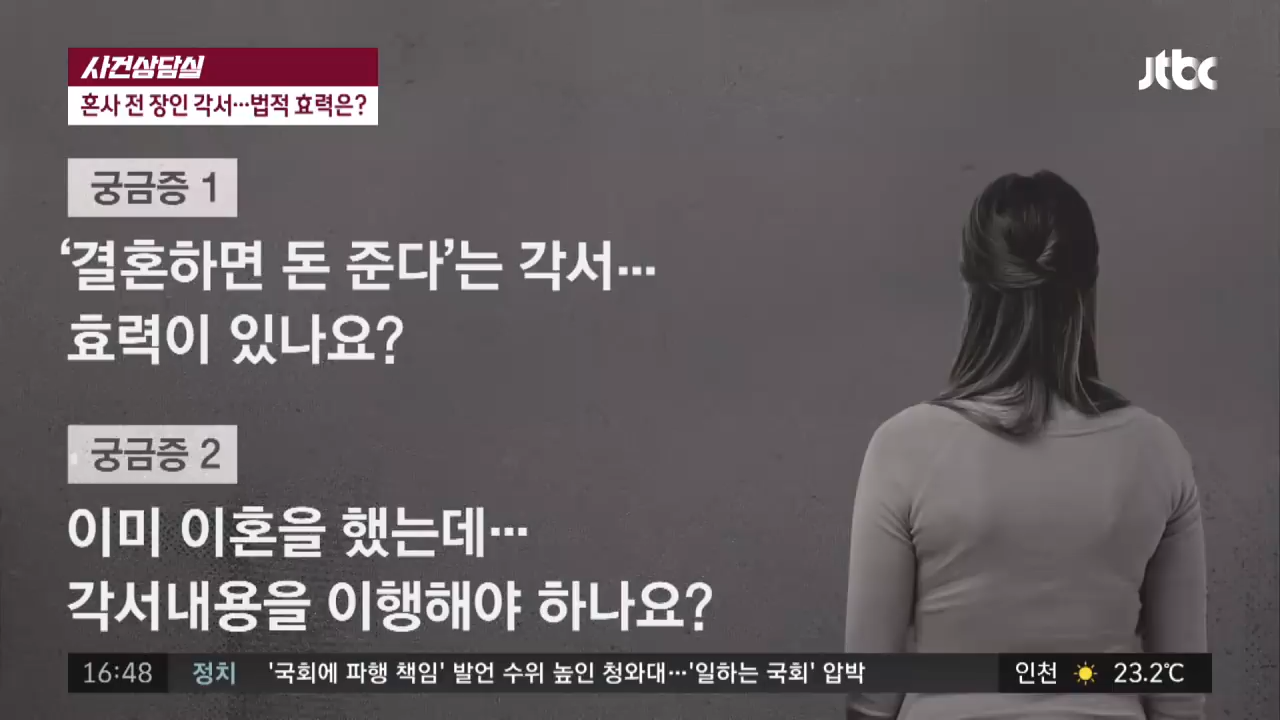 사건상담실
jtbc
혼사 전 장인 각서…법적 효력은?
궁금증 1
‘결혼하면 돈 준다’는 각서…
효력이 있나요?
궁금증 2
이미 이혼을 했는데…
각서내용을 이행해야 하나요?
16:48 정치 '국회에 파행 책임' 발언 수위 높인 청와대…'일하는 국회' 압박 인천 23.2℃